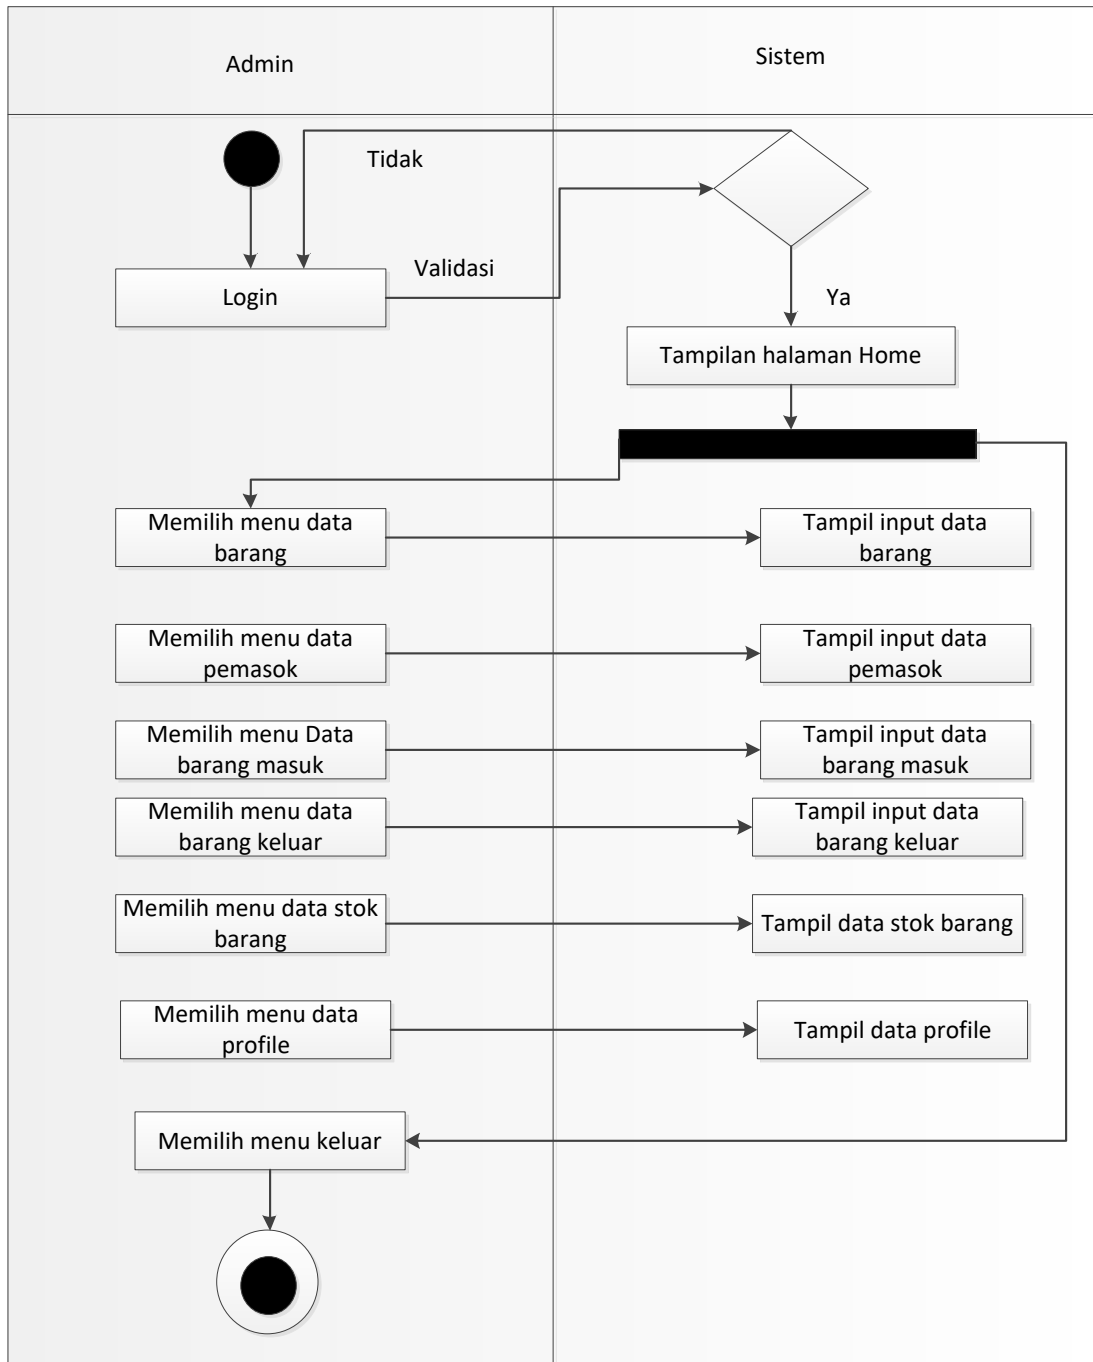 Admin
Sistem
Tidak
Validasi
Login
Ya
Tampilan halaman Home
Memilih menu data
barang
Tampil input data
barang
Memilih menu data
pemasok
Tampil input data
pemasok
Memilih menu Data
barang masuk
Tampil input data
barang masuk
Memilih menu data
barang keluar
Tampil input data
barang keluar
Memilih menu data stok
barang
Tampil data stok barang
Memilih menu data
profile
Tampil data profile
Memilih menu keluar